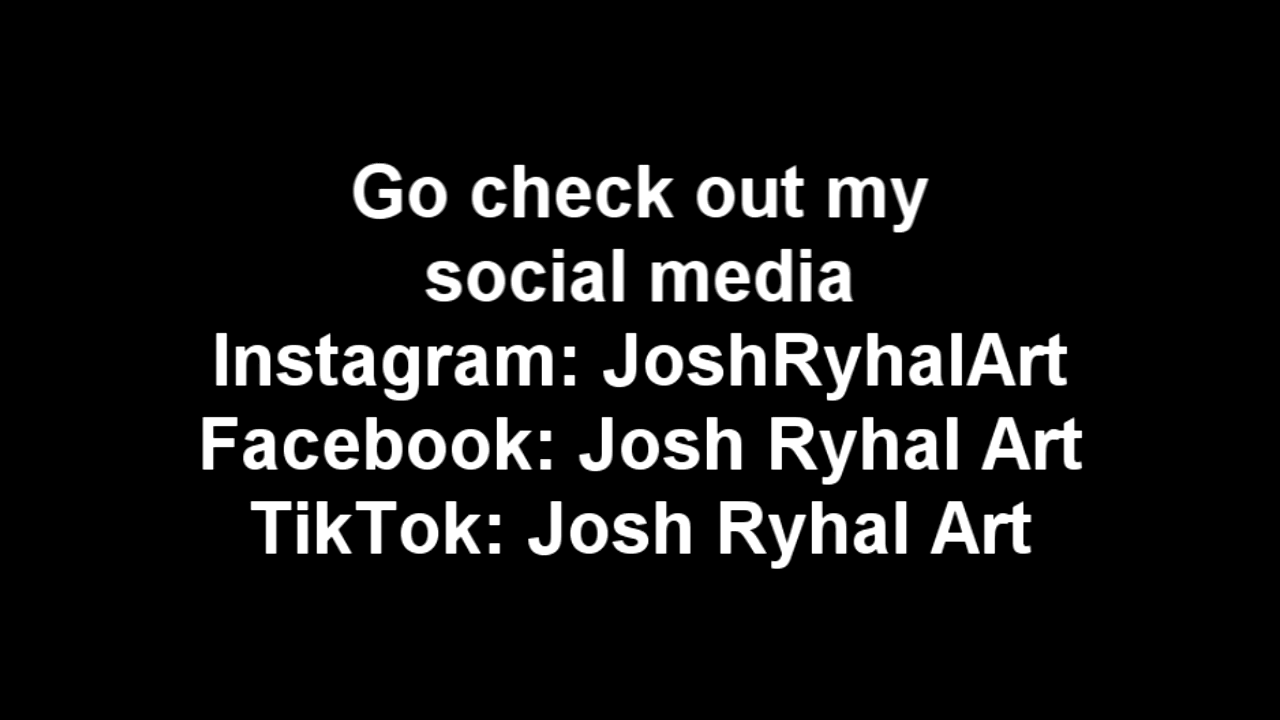 Go check out my
social media
Instagram: JoshRyhalArt
Facebook: Josh Ryhal Art
TikTok: Josh Ryhal Art